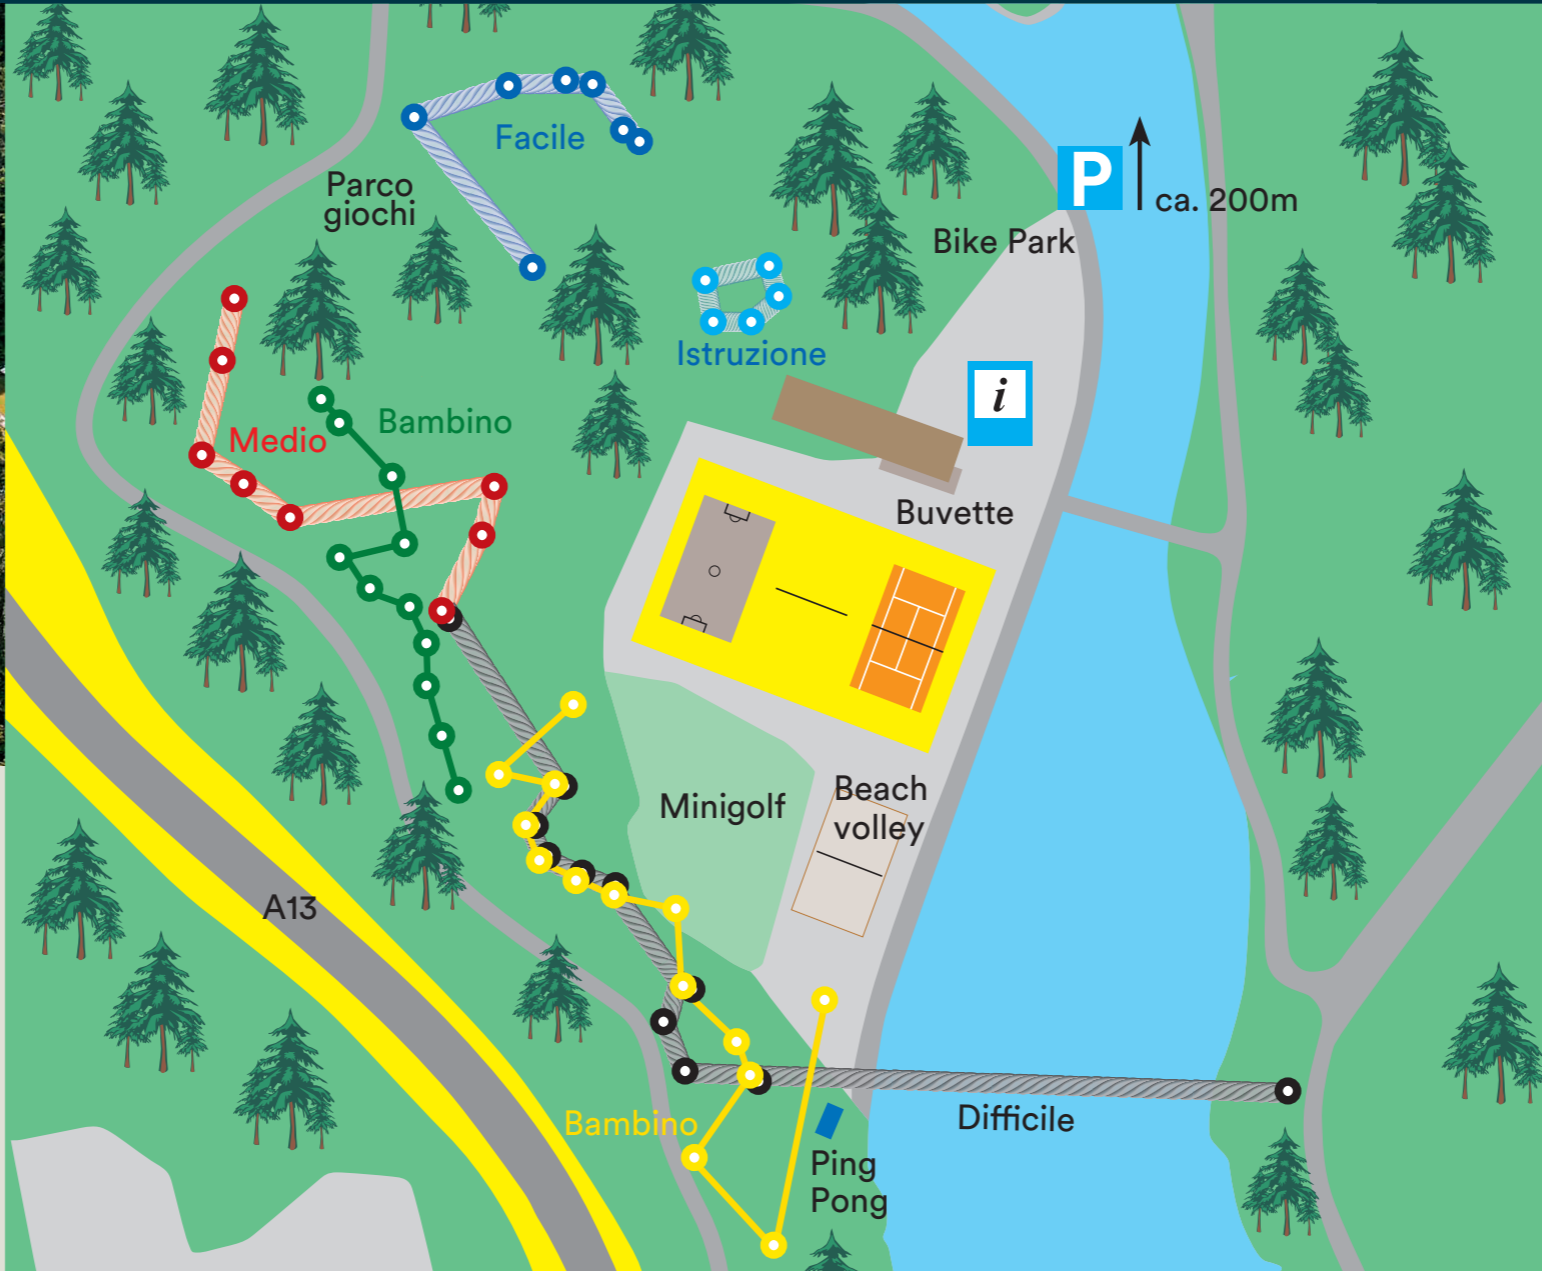 Facile
Parco
giochi
P
ca. 200m
Bike Park
Istruzione
i
Medio
Bambino
Buvette
Minigolf
Beach
volley
A13
Bambino
Difficile
Ping
Pong